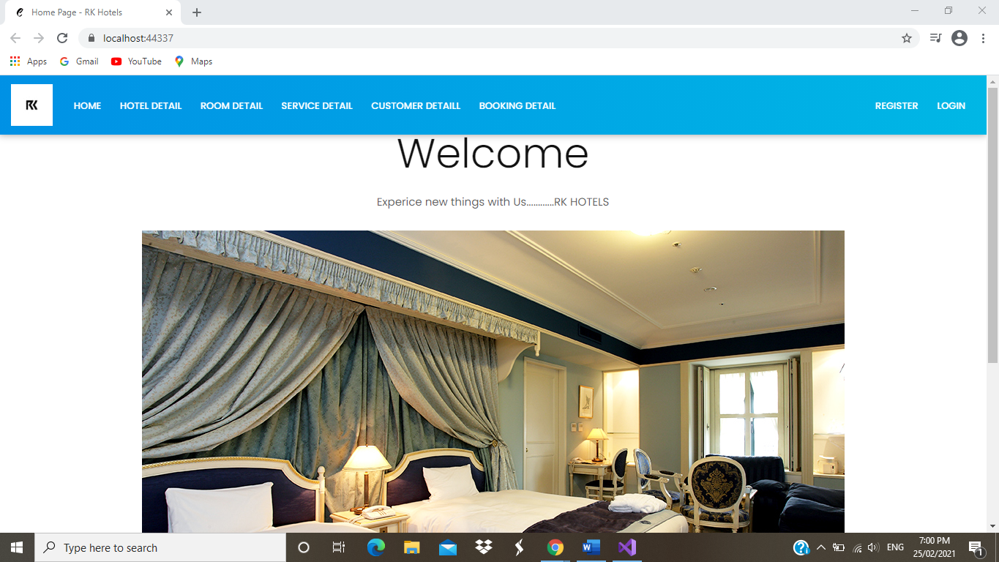 Home Page - RK Hotels
localhost:44337
Apps Gmail YouTube Maps
RK HOME HOTEL DETAIL ROOM DETAIL SERVICE DETAIL CUSTOMER DETAILL BOOKING DETAIL REGISTER LOGIN
Welcome
Experice new things with Us............RK HOTELS
Type here to search
ENG
7:00 PM
25/02/2021
1